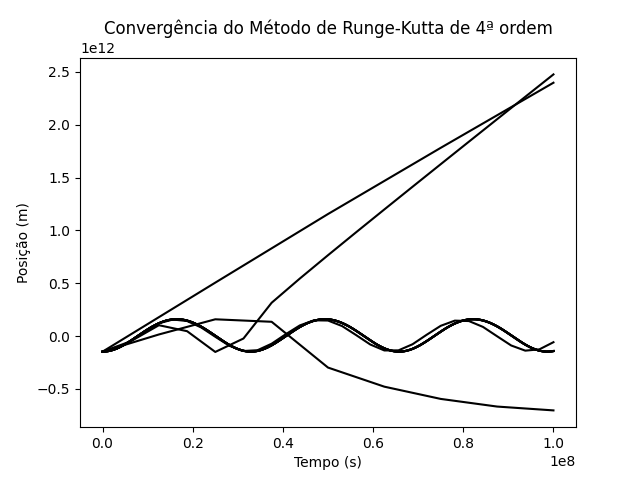 Convergência do Método de Runge-Kutta de 4ª ordem
1e12
2.5
2.0
1.5
1.0
0.5
0.0
−0.5
Posição (m)
0.0 0.2 0.4 0.6 0.8 1.0
Tempo (s)
1e8